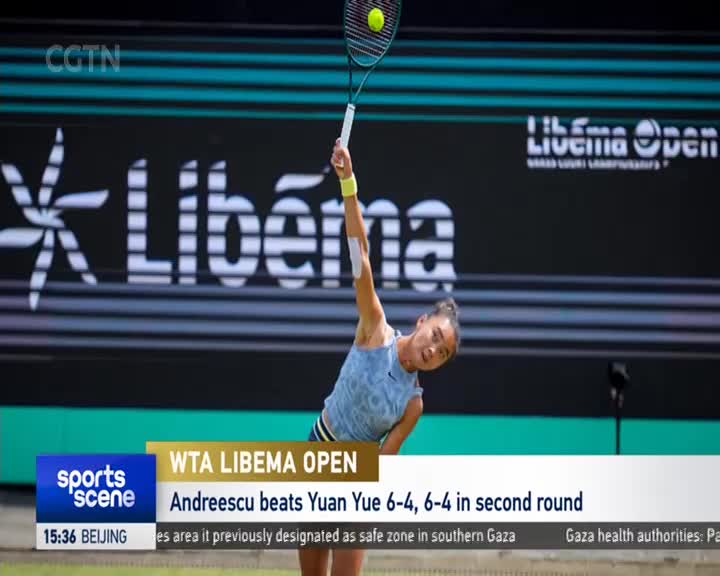 CGTN
Libéma Open
GRASS COURT CHAMPIONSHIPS
Libéma
WTA LIBEMA OPEN
sports
scene
Andreescu beats Yuan Yue 6-4, 6-4 in second round
15:36 BEIJING
es area it previously designated as safe zone in southern Gaza Gaza health authorities: Pa